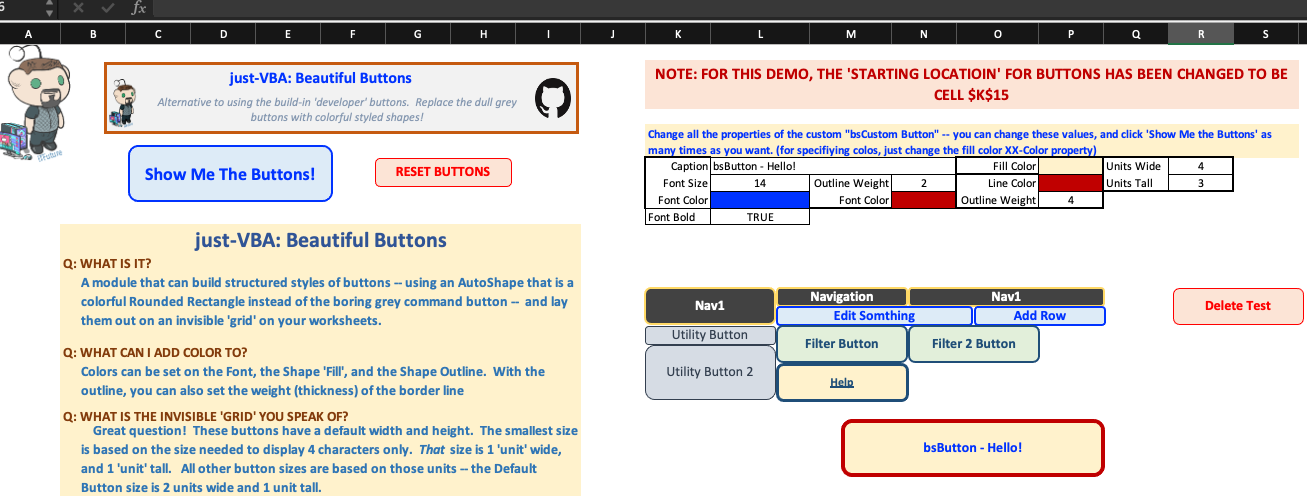 6 fx
A B C D E F G H I J K L M N O P Q R S
just-VBA: Beautiful Buttons
Alternative to using the build-in 'developer' buttons. Replace the dull grey
buttons with colorful styled shapes!
Show Me The Buttons!
RESET BUTTONS
just-VBA: Beautiful Buttons
Q: WHAT IS IT?
A module that can build structured styles of buttons -- using an AutoShape that is a
colorful Rounded Rectangle instead of the boring grey command button -- and lay
them out on an invisible 'grid' on your worksheets.
Q: WHAT CAN I ADD COLOR TO?
Colors can be set on the Font, the Shape 'Fill', and the Shape Outline. With the
outline, you can also set the weight (thickness) of the border line
Q: WHAT IS THE INVISIBLE 'GRID' YOU SPEAK OF?
Great question! These buttons have a default width and height. The smallest size
is based on the size needed to display 4 characters only. That size is 1 'unit' wide,
and 1 'unit' tall. All other button sizes are based on those units -- the Default
Button size is 2 units wide and 1 unit tall.
NOTE: FOR THIS DEMO, THE 'STARTING LOCATIOIN' FOR BUTTONS HAS BEEN CHANGED TO BE
CELL $K$15
Change all the properties of the custom "bsCustom Button" -- you can change these values, and click 'Show Me the Buttons' as
many times as you want. (for specifiying colos, just change the fill color XX-Color property)
Caption bsButton - Hello! Fill Color Units Wide 4
Font Size 14 Outline Weight 2 Line Color Units Tall 3
Font Color Font Color Outline Weight 4
Font Bold TRUE
Nav1 Navigation Nav1
Edit Somthing Add Row
Delete Test
Utility Button
Filter Button Filter 2 Button
Utility Button 2
Help
bsButton - Hello!